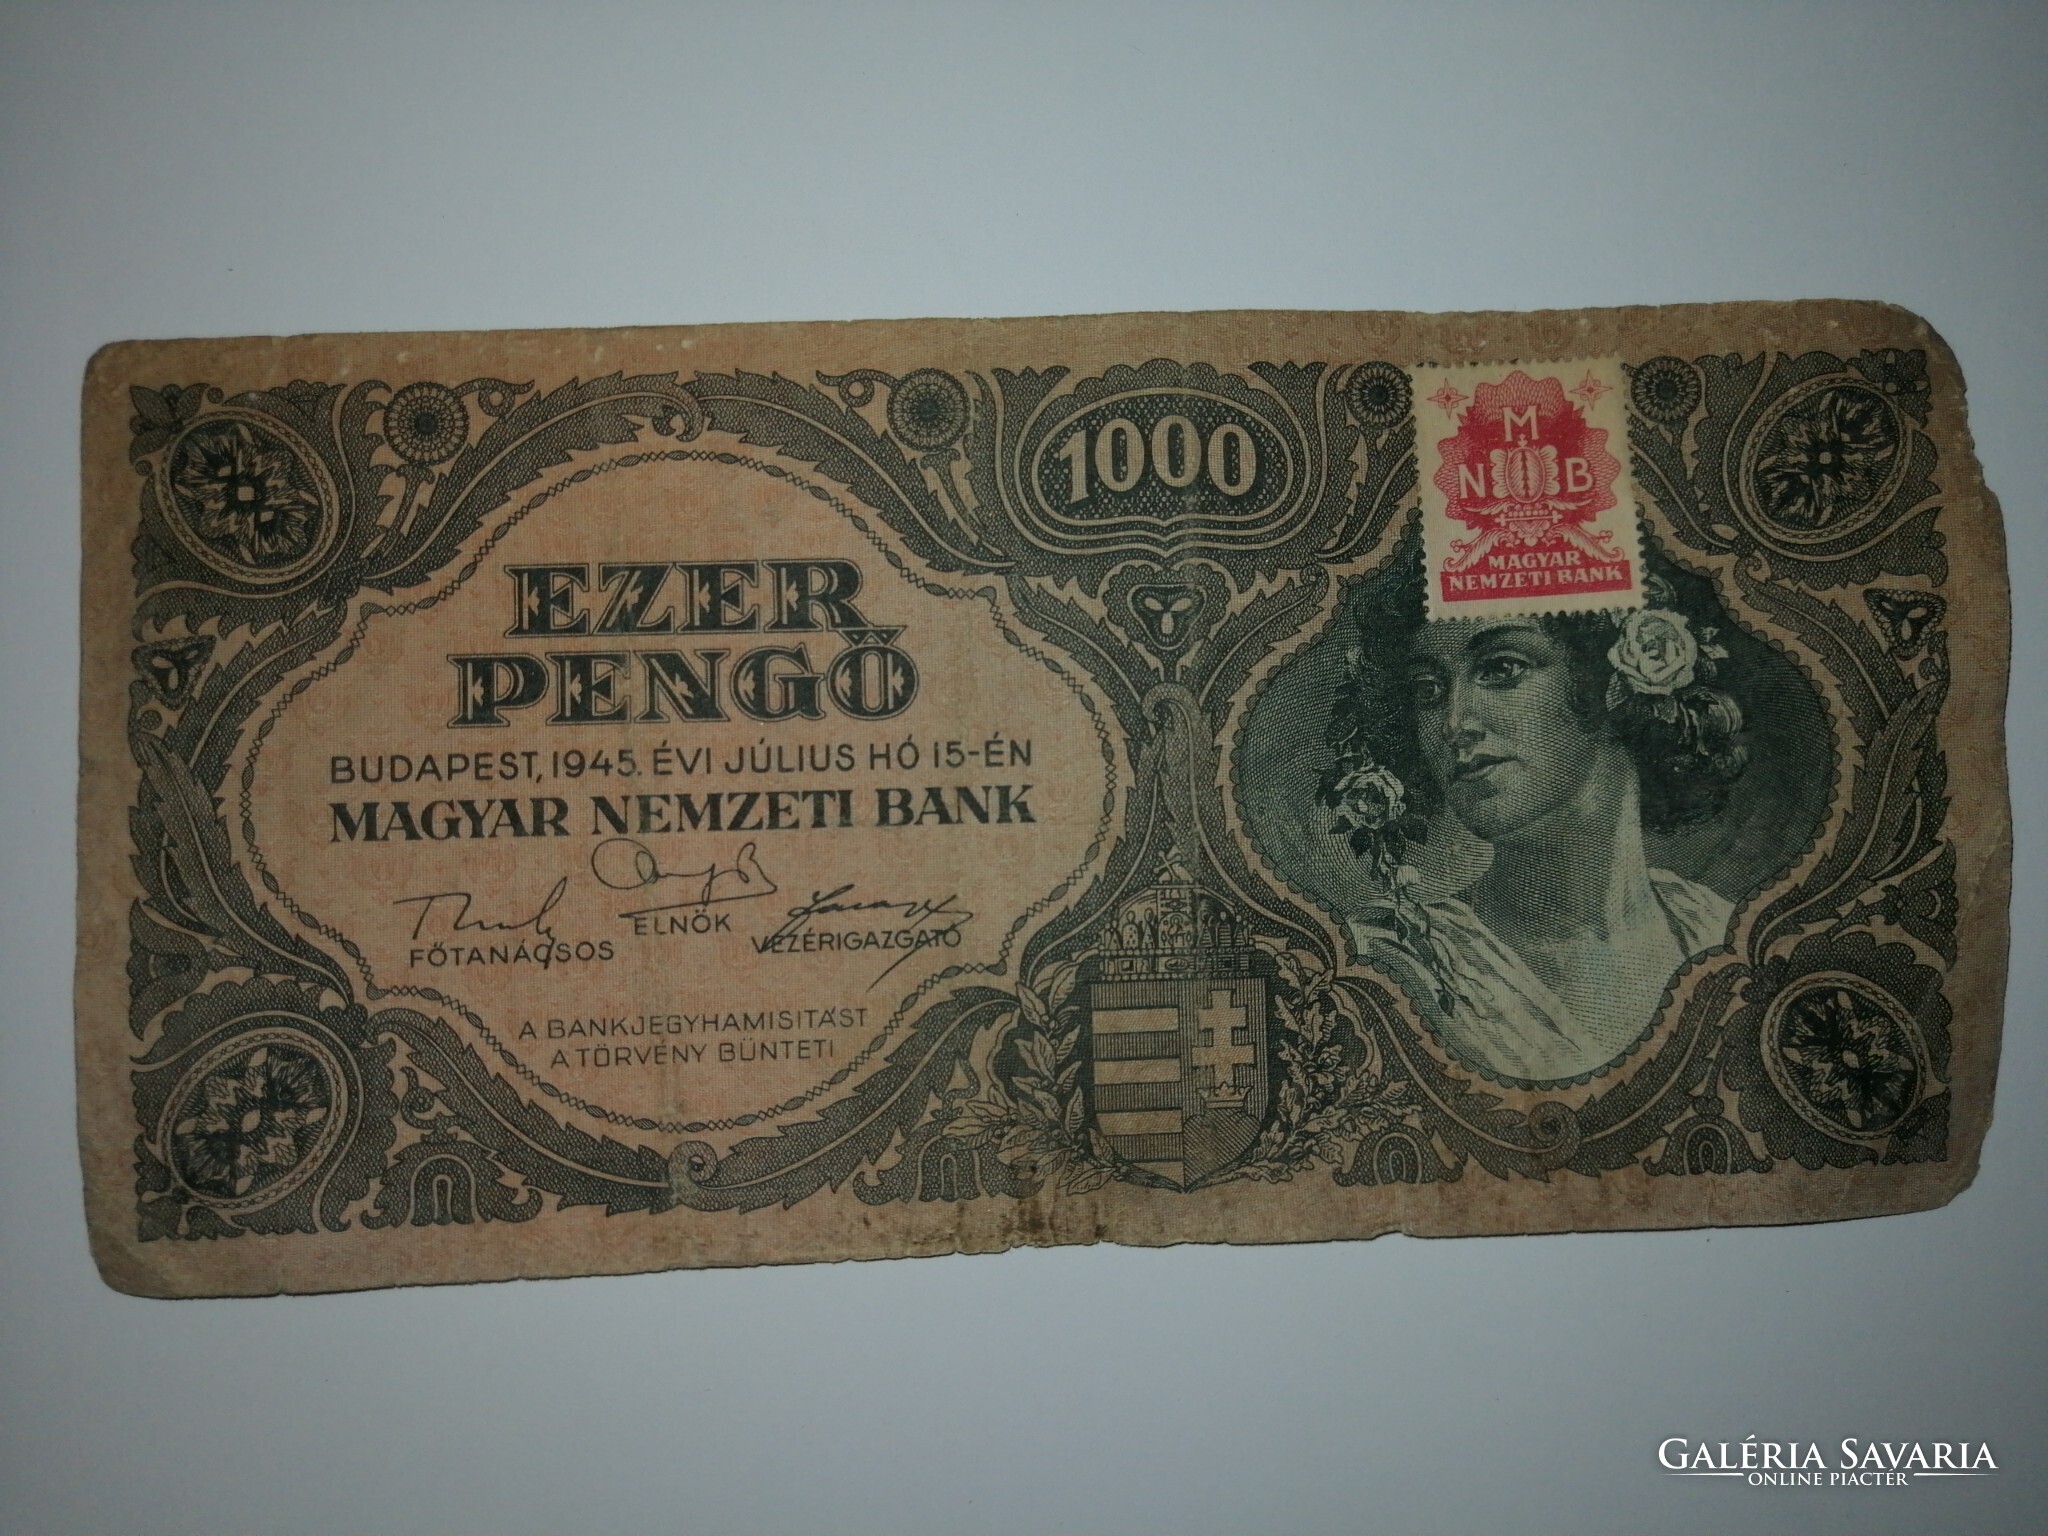 1000
M
N B
MAGYAR
NEMZETI BANK
EZER
PENGŐ
BUDAPEST, 1945. ÉVI JÚLIUS HÓ 15-ÉN
MAGYAR NEMZETI BANK
FŐTANÁCSOS
ELNÖK
VEZÉRIGAZGATÓ
A BANKJEGYHAMISITÁST
A TÖRVÉNY BÜNTETI
GALÉRIA SAVARIA
ONLINE PIACTÉR